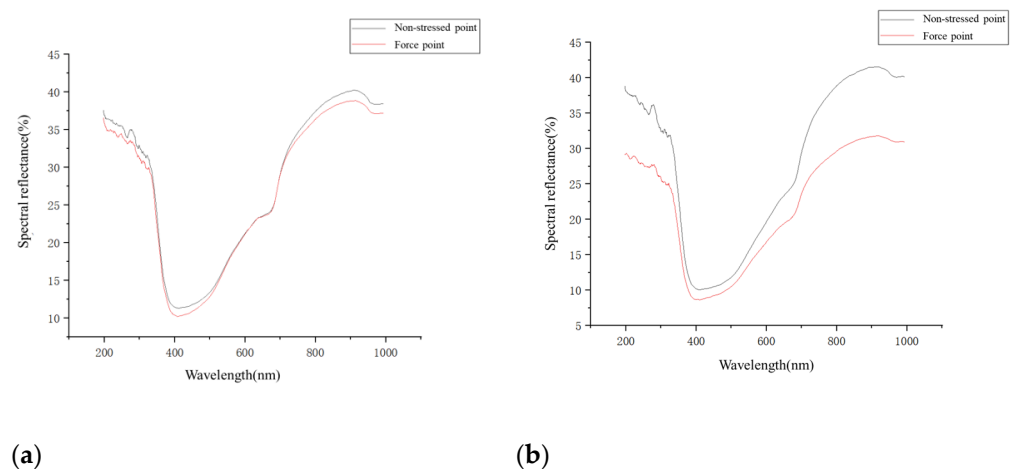 Non-stressed point
Force point
45
40
35
30
25
20
15
10
Spectral reflectance(%)
200 400 600 800 1000
Wavelength(nm)
(a)
Non-stressed point
Force point
45
40
35
30
25
20
15
10
5
Spectral reflectance(%)
200 400 600 800 1000
Wavelength(nm)
(b)